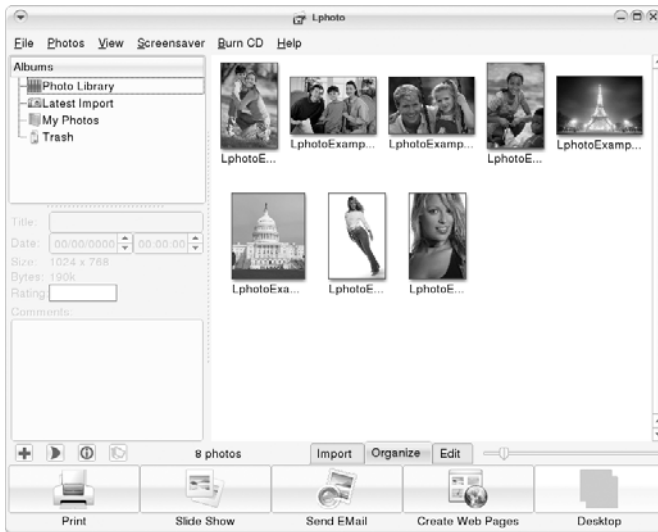 Lphoto
File Photos View Screensaver Burn CD Help
Albums
Photo Library
Latest Import
My Photos
Trash
LphotoE... LphotoExamp... LphotoExamp... LphotoE... LphotoExamp...
LphotoExa... LphotoE... LphotoE...
Title:
Date: 00/00/0000 00:00:00
Size: 1024 x 768
Bytes: 190k
Rating
Comments:
8 photos Import Organize Edit
Print Slide Show Send EMail Create Web Pages Desktop